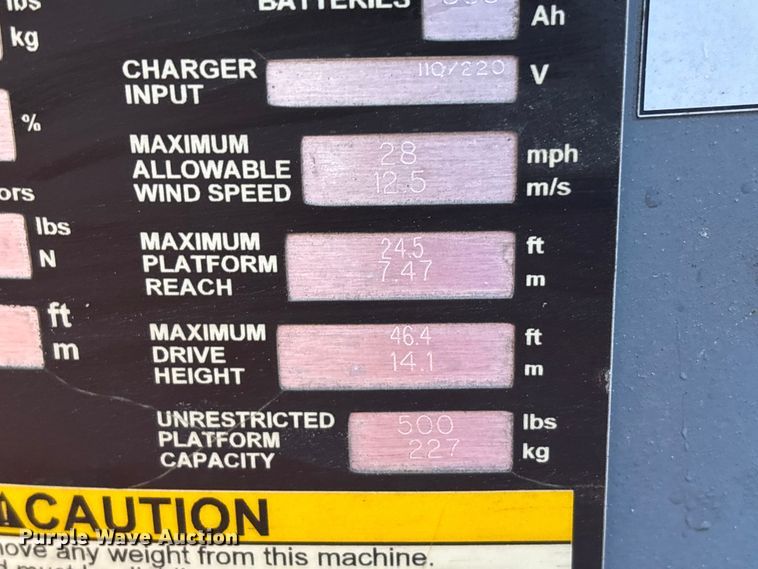 lbs
kg
%
ors
lbs
N
ft
m
BATTERIES Ah
CHARGER
INPUT
110/220 V
MAXIMUM
ALLOWABLE
WIND SPEED
28 mph
12.5 m/s
MAXIMUM
PLATFORM
REACH
24.5 ft
7.47 m
MAXIMUM
DRIVE
HEIGHT
46.4 ft
14.1 m
UNRESTRICTED
PLATFORM
CAPACITY
500 lbs
227 kg
CAUTION
move any weight from this machine.
Purple Wave Auction